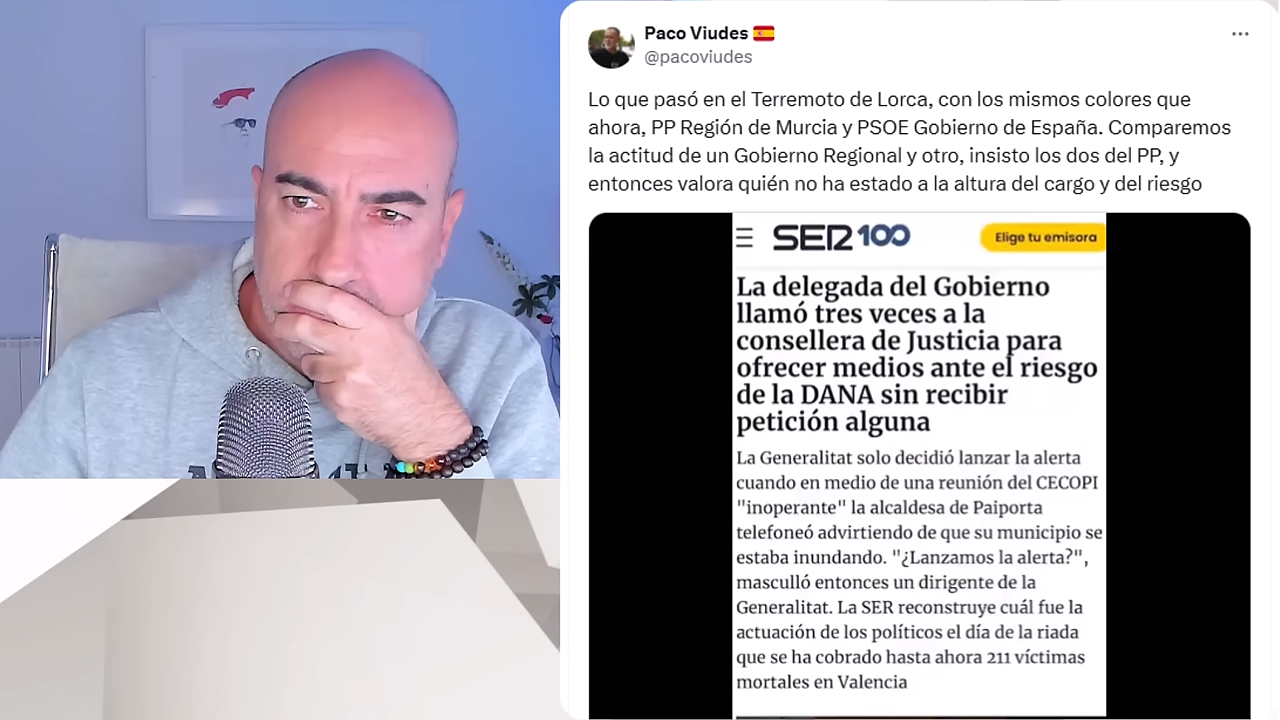 Paco Viudes
@pacoviudes
Lo que pasó en el Terremoto de Lorca, con los mismos colores que
ahora, PP Región de Murcia y PSOE Gobierno de España. Comparemos
la actitud de un Gobierno Regional y otro, insisto los dos del PP, y
entonces valora quién no ha estado a la altura del cargo y del riesgo
SER 100
Elige tu emisora
La delegada del Gobierno
llamó tres veces a la
consellera de Justicia para
ofrecer medios ante el riesgo
de la DANA sin recibir
petición alguna
La Generalitat solo decidió lanzar la alerta
cuando en medio de una reunión del CECOPI
"inoperante" la alcaldesa de Paiporta
telefoneó advirtiendo de que su municipio se
estaba inundando. "¿Lanzamos la alerta?",
masculló entonces un dirigente de la
Generalitat. La SER reconstruye cuál fue la
actuación de los políticos el día de la riada
que se ha cobrado hasta ahora 211 víctimas
mortales en Valencia